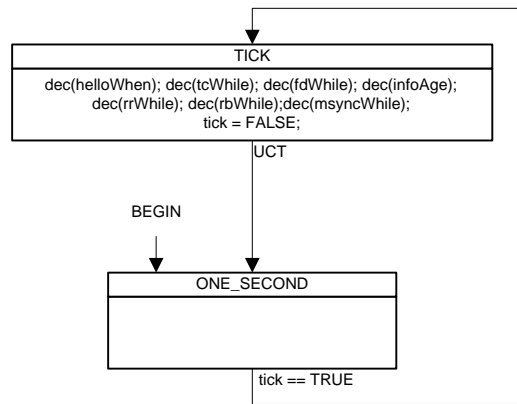 TICK
dec(helloWhen); dec(tcWhile); dec(fdWhile); dec(infoAge);
dec(rrWhile); dec(rbWhile);dec(msyncWhile);
tick = FALSE;
UCT
BEGIN
ONE_SECOND
tick == TRUE